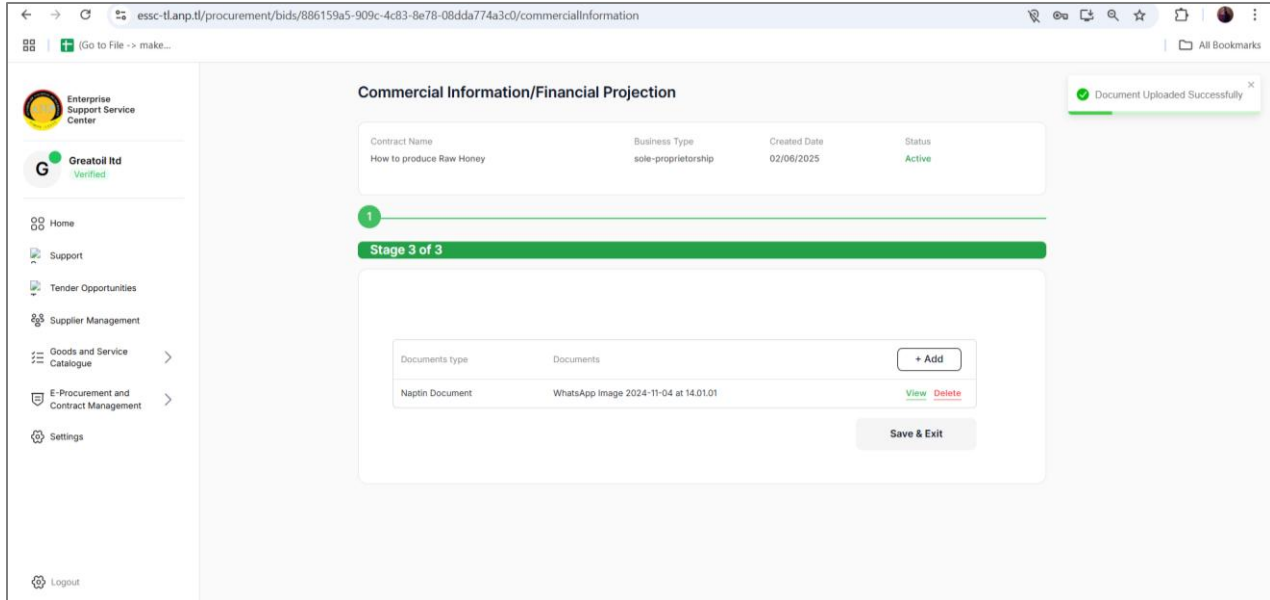 essc-tl.anp.tl/procurement/bids/886159a5-909c-4c83-8e78-08dda774a3c0/commercialInformation
(Go to File -> make...
All Bookmarks
Enterprise
Support Service
Center
G
Greatoil ltd
Verified
Home
Support
Tender Opportunities
Supplier Management
Goods and Service
Catalogue
E-Procurement and
Contract Management
Settings
Logout
Commercial Information/Financial Projection
Document Uploaded Successfully
Contract Name Business Type Created Date Status
How to produce Raw Honey sole-proprietorship 02/06/2025 Active
1
Stage 3 of 3
Documents type Documents + Add
Naptin Document WhatsApp Image 2024-11-04 at 14.01.01 View Delete
Save & Exit